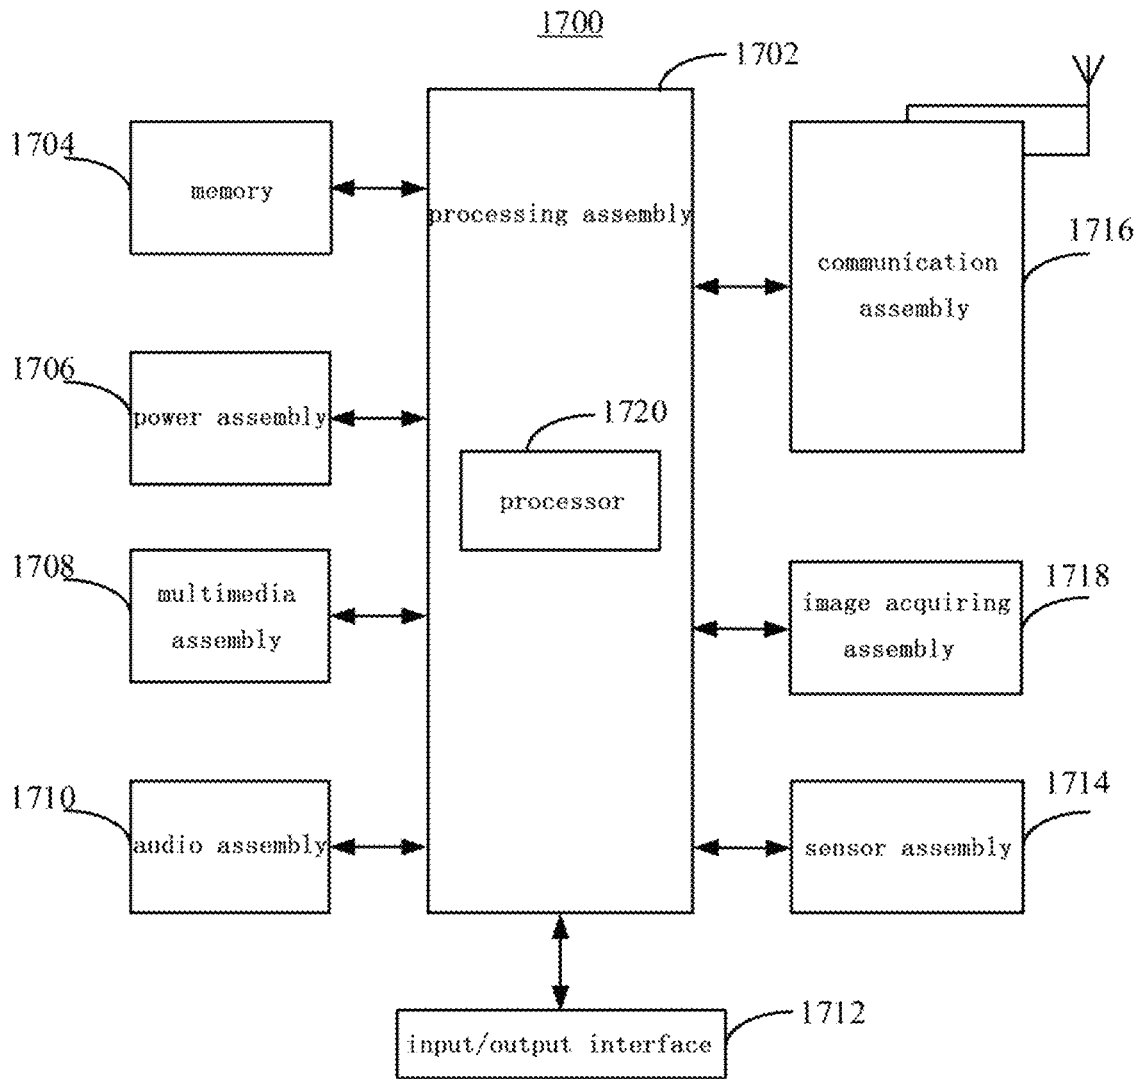 1700
1702
1704
memory
processing assembly
communication
assembly
1716
1706
power assembly
1720
processor
1708
multimedia
assembly
image acquiring
assembly
1718
1710
audio assembly
sensor assembly
1714
input/output interface
1712